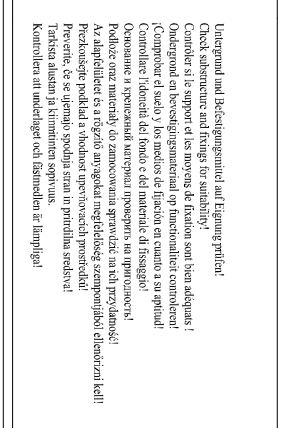 Untergrund und Befestigungsmittel auf Eignung prüfen!
Check substructure and fixings for suitability!
Contrôler si le support et les moyens de fixation sont bien adéquats !
Ondergrond en bevestigingsmateriaal op functionaliteit controleren!
¡Comprobar el suelo y los medios de fijación en cuanto a su aptitud!
Controllare l'idoneità del fondo e del materiale di fissaggio!
Основание и крепежный материал проверить на пригодность!
Podłoże oraz materiały do zamocowania sprawdzić na ich przydatność!
Az alapfelületet és a rögzítő anyagokat megfelelőség szempontjából ellenőrizni kell!
Přezkoušejte podklad a vhodnost upevňovacích prostředků!
Preverite, če se ujemajo spodnja stran in pritrdilna sredstva!
Tarkista alustan ja kiinnitinten sopivuus.
Kontrollera att underlaget och fästmedlen är lämpliga!